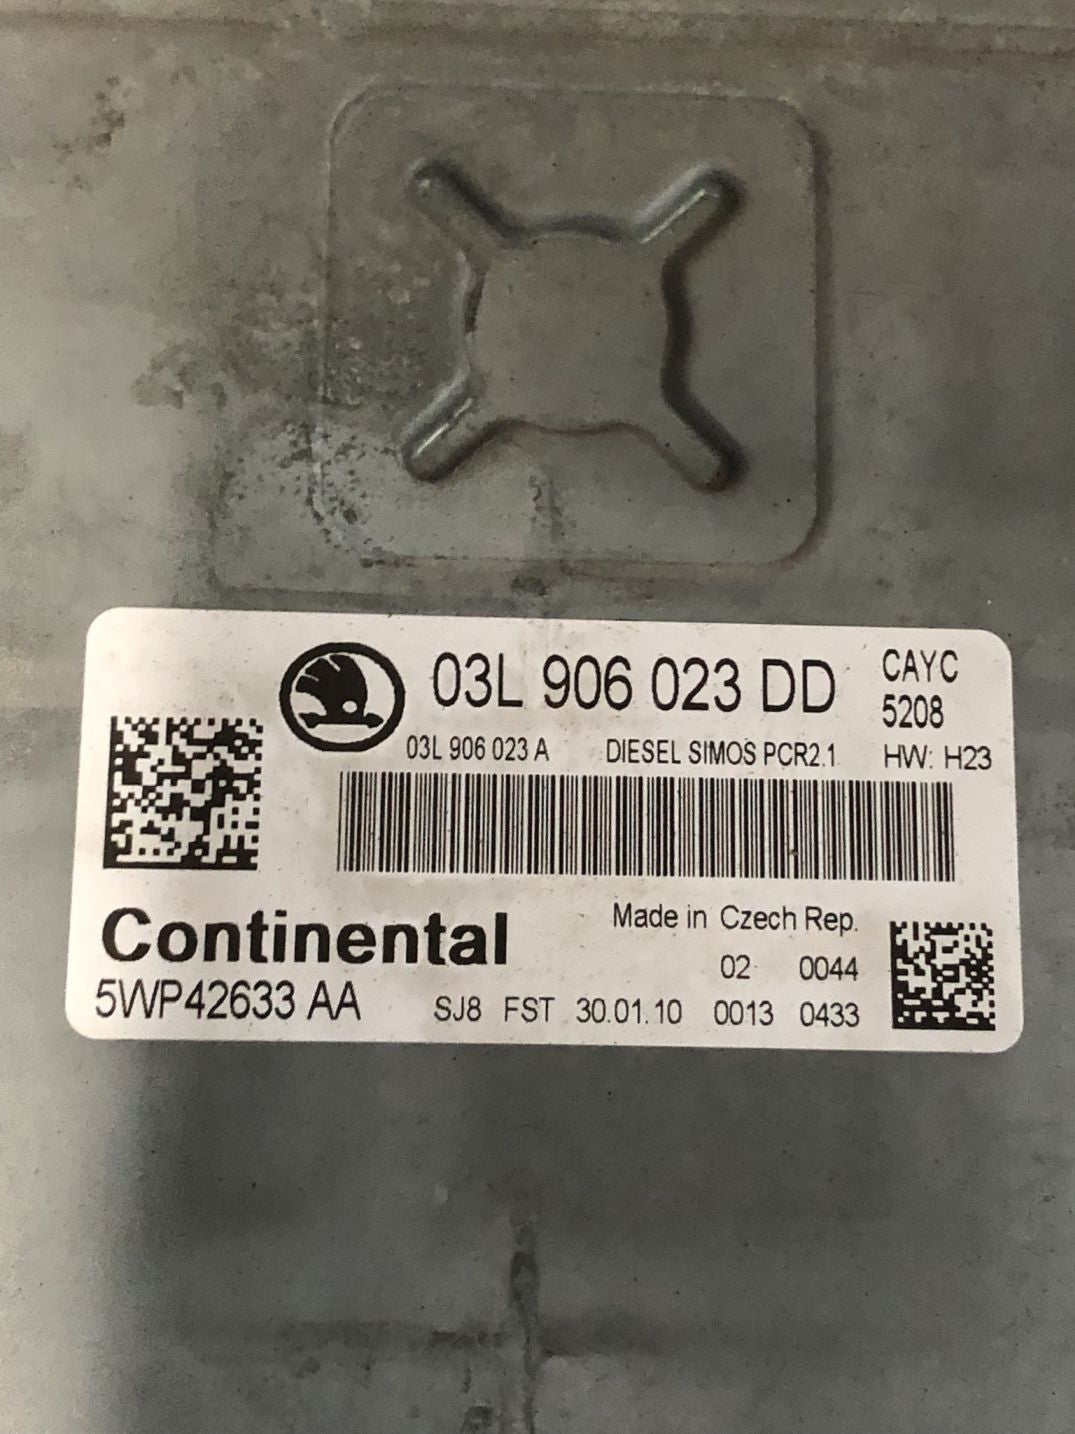 03L 906 023 DD CAYC
5208
03L 906 023 A DIESEL SIMOS PCR2.1 HW: H23
Continental Made in Czech Rep.
02 0044
5WP42633 AA SJ8 FST 30.01.10 0013 0433